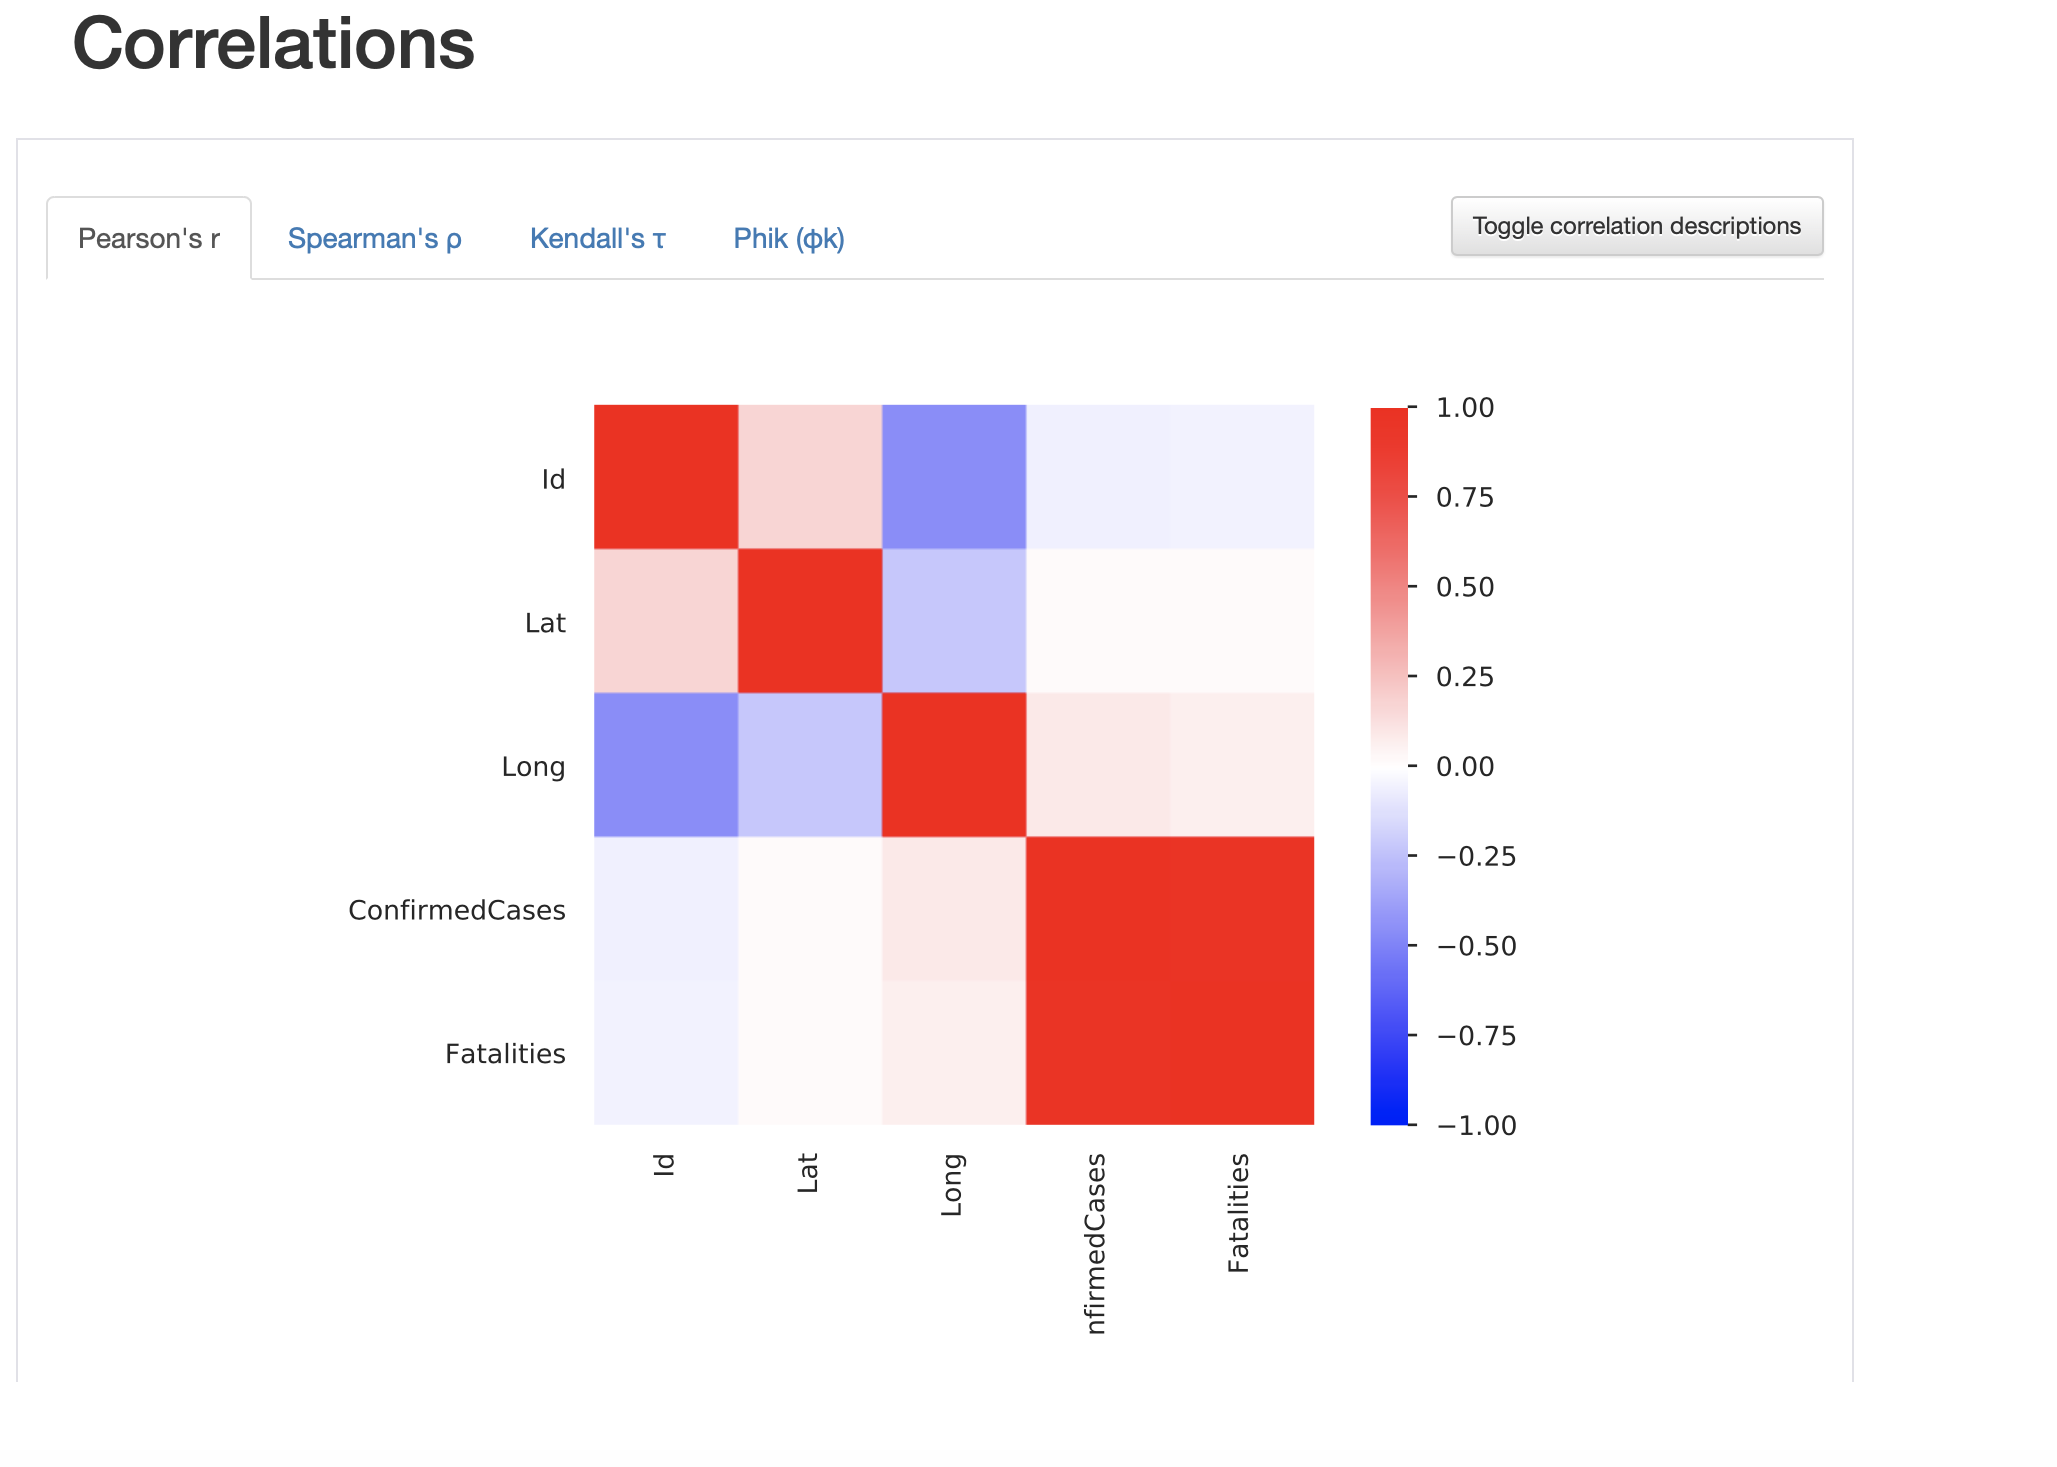 Correlations
Pearson's r
Spearman's ρ
Kendall's τ
Phik (φk)
Toggle correlation descriptions
Id
Lat
Long
ConfirmedCases
Fatalities
1.00
0.75
0.50
0.25
0.00
−0.25
−0.50
−0.75
−1.00
Id
Lat
Long
nfirmedCases
Fatalities